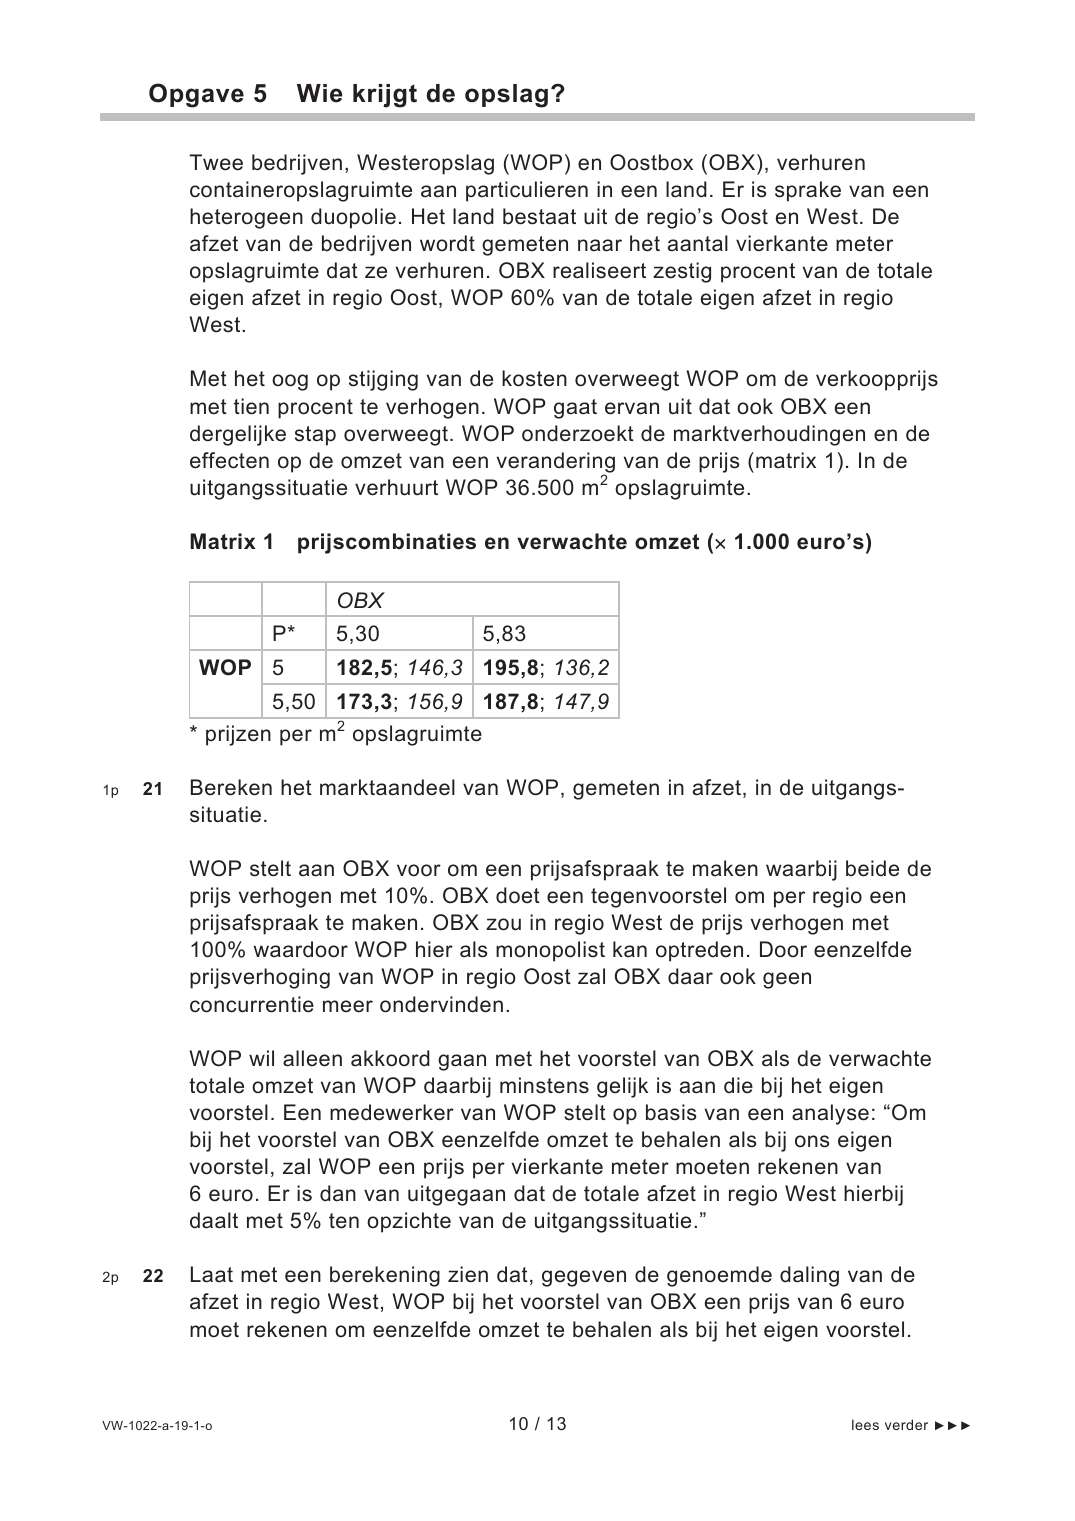 Opgave 5 Wie krijgt de opslag?
Twee bedrijven, Westeropslag (WOP) en Oostbox (OBX), verhuren
containeropslagruimte aan particulieren in een land. Er is sprake van een
heterogeen duopolie. Het land bestaat uit de regio’s Oost en West. De
afzet van de bedrijven wordt gemeten naar het aantal vierkante meter
opslagruimte dat ze verhuren. OBX realiseert zestig procent van de totale
eigen afzet in regio Oost, WOP 60% van de totale eigen afzet in regio
West.
Met het oog op stijging van de kosten overweegt WOP om de verkoopprijs
met tien procent te verhogen. WOP gaat ervan uit dat ook OBX een
dergelijke stap overweegt. WOP onderzoekt de marktverhoudingen en de
effecten op de omzet van een verandering van de prijs (matrix 1). In de
uitgangssituatie verhuurt WOP 36.500 m² opslagruimte.
Matrix 1 prijscombinaties en verwachte omzet (× 1.000 euro’s)
OBX
P* 5,30 5,83
WOP 5 182,5; 146,3 195,8; 136,2
5,50 173,3; 156,9 187,8; 147,9
* prijzen per m² opslagruimte
1p 21 Bereken het marktaandeel van WOP, gemeten in afzet, in de uitgangs-
situatie.
WOP stelt aan OBX voor om een prijsafspraak te maken waarbij beide de
prijs verhogen met 10%. OBX doet een tegenvoorstel om per regio een
prijsafspraak te maken. OBX zou in regio West de prijs verhogen met
100% waardoor WOP hier als monopolist kan optreden. Door eenzelfde
prijsverhoging van WOP in regio Oost zal OBX daar ook geen
concurrentie meer ondervinden.
WOP wil alleen akkoord gaan met het voorstel van OBX als de verwachte
totale omzet van WOP daarbij minstens gelijk is aan die bij het eigen
voorstel. Een medewerker van WOP stelt op basis van een analyse: “Om
bij het voorstel van OBX eenzelfde omzet te behalen als bij ons eigen
voorstel, zal WOP een prijs per vierkante meter moeten rekenen van
6 euro. Er is dan van uitgegaan dat de totale afzet in regio West hierbij
daalt met 5% ten opzichte van de uitgangssituatie.”
2p 22 Laat met een berekening zien dat, gegeven de genoemde daling van de
afzet in regio West, WOP bij het voorstel van OBX een prijs van 6 euro
moet rekenen om eenzelfde omzet te behalen als bij het eigen voorstel.
VW-1022-a-19-1-o 10 / 13 lees verder ►►►